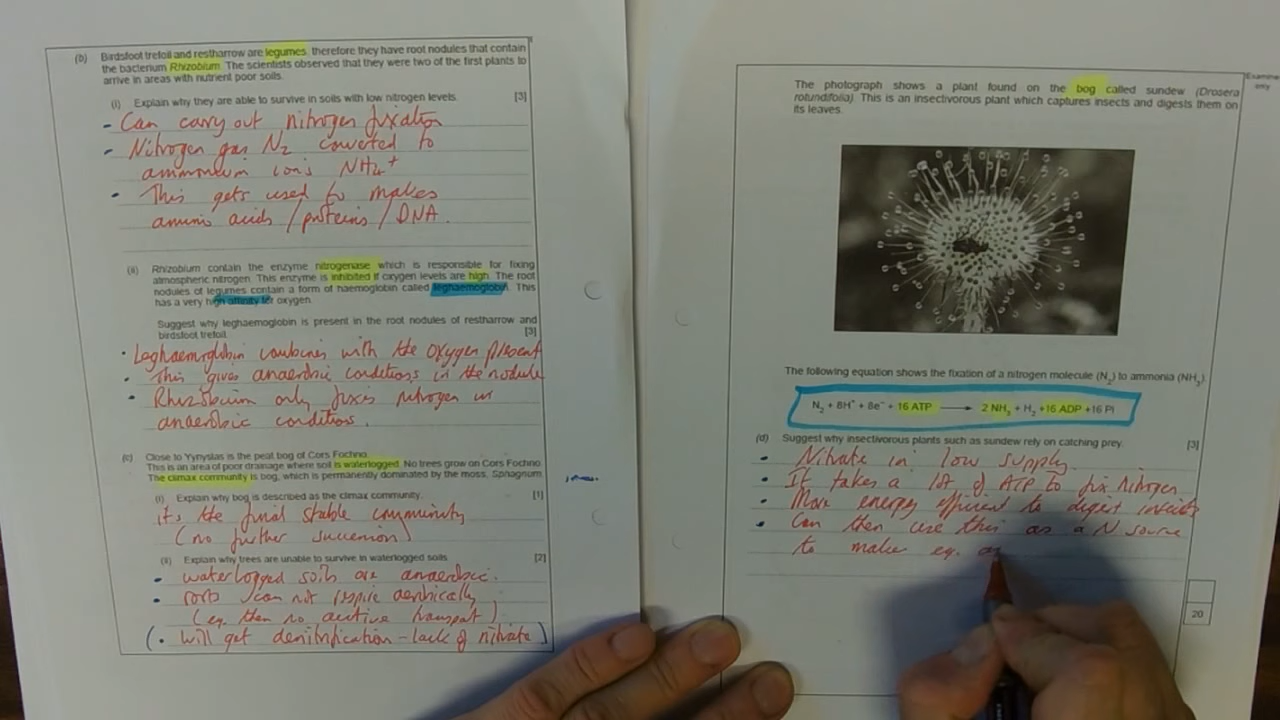 (b) Birdsfoot trefoil and restharrow are legumes, therefore they have root nodules that contain
the bacterium Rhizobium. The scientists observed that they were two of the first plants to
arrive in areas with nutrient poor soils.
(i) Explain why they are able to survive in soils with low nitrogen levels. [3]
- Can carry out nitrogen fixation
- Nitrogen gas N2 converted to
ammonium ions NH4+
• This gets used to makes
amino acids / proteins / DNA.
(ii) Rhizobium contain the enzyme nitrogenase which is responsible for fixing
atmospheric nitrogen. This enzyme is inhibited if oxygen levels are high. The root
nodules of legumes contain a form of haemoglobin called leghaemoglobin. This
has a very high affinity for oxygen.
Suggest why leghaemoglobin is present in the root nodules of restharrow and
birdsfoot trefoil. [3]
• Leghaemoglobin combines with the oxygen present
• This gives anaerobic conditions in the nodule
• Rhizobium only fixes nitrogen in
anaerobic conditions.
(c) Close to Ynyslas is the peat bog of Cors Fochno.
This is an area of poor drainage where soil is waterlogged. No trees grow on Cors Fochno.
The climax community is bog, which is permanently dominated by the moss, Sphagnum.
(i) Explain why bog is described as the climax community. [1]
its the final stable community
(no further succession)
(ii) Explain why trees are unable to survive in waterlogged soils. [2]
• waterlogged soils are anaerobic.
• roots can not respire aerobically
(eg. then no active transport)
(• will get denitrification - lack of nitrate)
Examiner
only
The photograph shows a plant found on the bog called sundew (Drosera
rotundifolia). This is an insectivorous plant which captures insects and digests them on
its leaves.
The following equation shows the fixation of a nitrogen molecule (N2) to ammonia (NH3).
N2 + 8H+ + 8e− + 16 ATP → 2 NH3 + H2 +16 ADP +16 Pi
(d) Suggest why insectivorous plants such as sundew rely on catching prey. [3]
• Nitrate in low supply.
• It takes a lot of ATP to fix Nitrogen
• More energy efficient to digest insects
• Can then use this as a N source
to make eg.
20